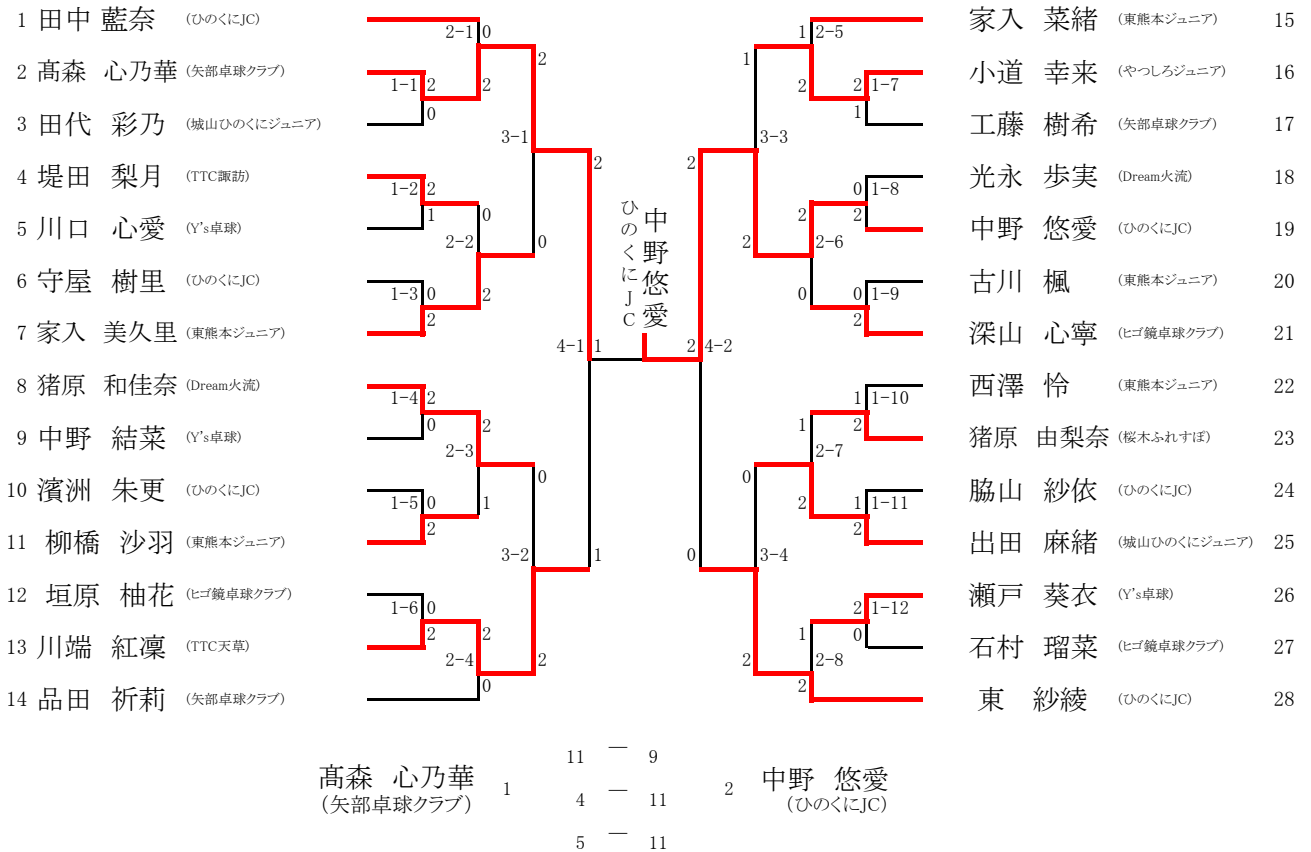 1 田中 藍奈 (ひのくにJC)
2 髙森 心乃華 (矢部卓球クラブ)
3 田代 彩乃 (城山ひのくにジュニア)
4 堤田 梨月 (TTC諏訪)
5 川口 心愛 (Y's卓球)
6 守屋 樹里 (ひのくにJC)
7 家入 美久里 (東熊本ジュニア)
8 猪原 和佳奈 (Dream火流)
9 中野 結菜 (Y's卓球)
10 濱洲 朱更 (ひのくにJC)
11 柳橋 沙羽 (東熊本ジュニア)
12 垣原 柚花 (ヒゴ鏡卓球クラブ)
13 川端 紅凜 (TTC天草)
14 品田 祈莉 (矢部卓球クラブ)
2-1 0
2
1-1 2
2
0
3-1
2
1-2 2
1
0
2-2
0
1-3 0
2
2
4-1 1
1-4 2
0
2
2-3
0
1-5 0
1
2
3-2
1
1-6 0
2
2
2-4
2
0
中野悠愛
ひのくにJC
1 2-5
1
2 1-7
2
1
3-3
2
0 1-8
2
2
2-6
2
0 1-9
0
2
2 4-2
1 1-10
1
2
2-7
0
1 1-11
2
2
0
3-4
2 1-12
1
0
2-8
2
2
家入 菜緒 (東熊本ジュニア) 15
小道 幸来 (やつしろジュニア) 16
工藤 樹希 (矢部卓球クラブ) 17
光永 歩実 (Dream火流) 18
中野 悠愛 (ひのくにJC) 19
古川 楓 (東熊本ジュニア) 20
深山 心寧 (ヒゴ鏡卓球クラブ) 21
西澤 怜 (東熊本ジュニア) 22
猪原 由梨奈 (桜木ふれすぽ) 23
脇山 紗依 (ひのくにJC) 24
出田 麻緒 (城山ひのくにジュニア) 25
瀬戸 葵衣 (Y's卓球) 26
石村 瑠菜 (ヒゴ鏡卓球クラブ) 27
東 紗綾 (ひのくにJC) 28
髙森 心乃華
(矢部卓球クラブ)
1
11 — 9
4 — 11
5 — 11
2
中野 悠愛
(ひのくにJC)